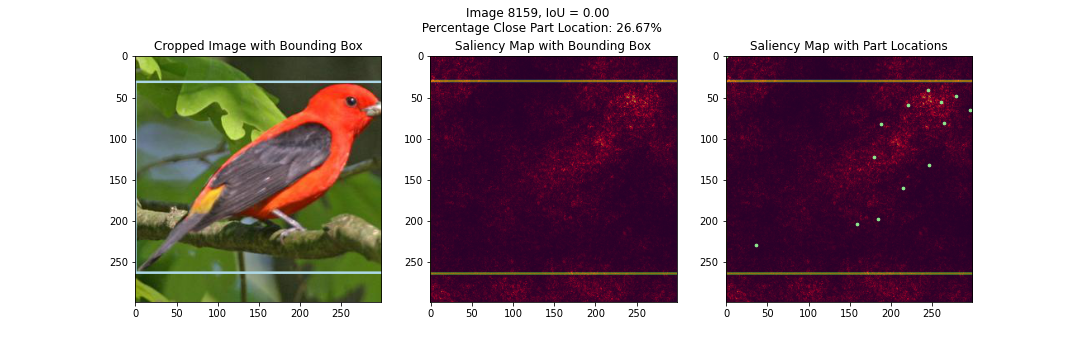 Image 8159, IoU = 0.00
Percentage Close Part Location: 26.67%
Cropped Image with Bounding Box
Saliency Map with Bounding Box
Saliency Map with Part Locations
0
50
100
150
200
250
0 50 100 150 200 250
0
50
100
150
200
250
0 50 100 150 200 250
0
50
100
150
200
250
0 50 100 150 200 250